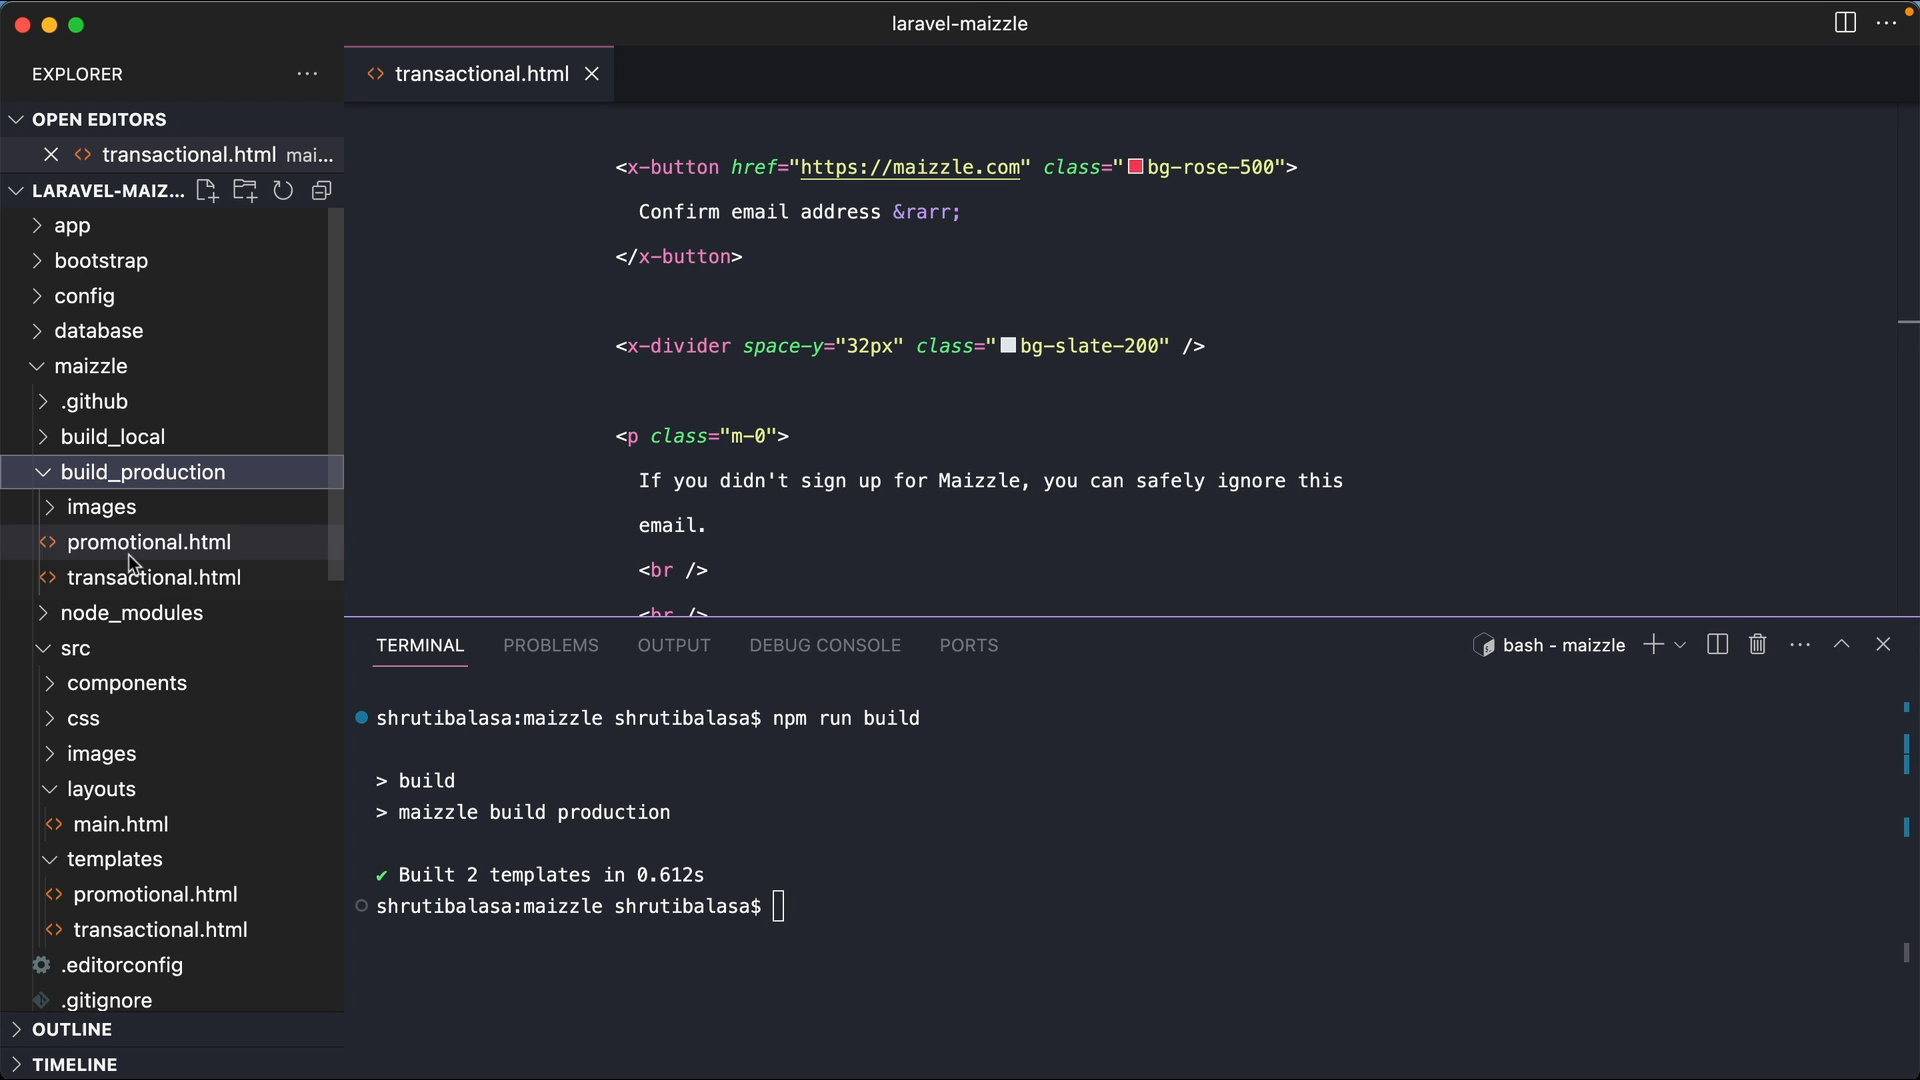 laravel-maizzle
EXPLORER
OPEN EDITORS
transactional.html mai...
LARAVEL-MAIZ...
app
bootstrap
config
database
maizzle
.github
build_local
build_production
images
promotional.html
transactional.html
node_modules
src
components
css
images
layouts
main.html
templates
promotional.html
transactional.html
.editorconfig
.gitignore
OUTLINE
TIMELINE
transactional.html
<x-button href="https://maizzle.com" class="bg-rose-500">
Confirm email address &rarr;
</x-button>
<x-divider space-y="32px" class="bg-slate-200" />
<p class="m-0">
If you didn't sign up for Maizzle, you can safely ignore this
email.
<br />
<br />
TERMINAL PROBLEMS OUTPUT DEBUG CONSOLE PORTS
bash - maizzle
shrutibalasa:maizzle shrutibalasa$ npm run build
> build
> maizzle build production
✔ Built 2 templates in 0.612s
shrutibalasa:maizzle shrutibalasa$